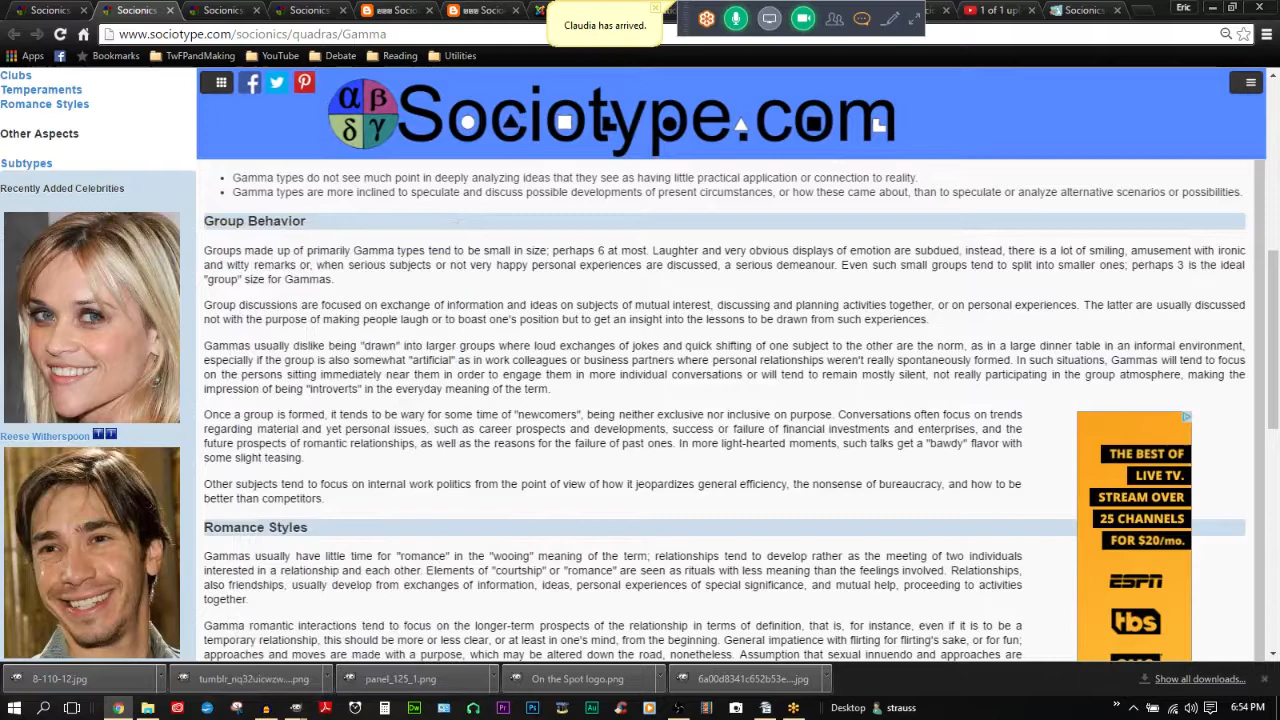 Socionics
Socionics
Socionics
Socionics
1 of 1 upl
Socionics
Eric
Claudia has arrived.
www.sociotype.com/socionics/quadras/Gamma
Apps
Bookmarks
TwFPandMaking
YouTube
Debate
Reading
Utilities
Clubs
Temperaments
Romance Styles
Other Aspects
Subtypes
Recently Added Celebrities
Reese Witherspoon
α β δ γ
Sociotype.com
Gamma types do not see much point in deeply analyzing ideas that they see as having little practical application or connection to reality.
Gamma types are more inclined to speculate and discuss possible developments of present circumstances, or how these came about, than to speculate or analyze alternative scenarios or possibilities.
Group Behavior
Groups made up of primarily Gamma types tend to be small in size; perhaps 6 at most. Laughter and very obvious displays of emotion are subdued, instead, there is a lot of smiling, amusement with ironic
and witty remarks or, when serious subjects or not very happy personal experiences are discussed, a serious demeanour. Even such small groups tend to split into smaller ones; perhaps 3 is the ideal
"group" size for Gammas.
Group discussions are focused on exchange of information and ideas on subjects of mutual interest, discussing and planning activities together, or on personal experiences. The latter are usually discussed
not with the purpose of making people laugh or to boast one's position but to get an insight into the lessons to be drawn from such experiences.
Gammas usually dislike being "drawn" into larger groups where loud exchanges of jokes and quick shifting of one subject to the other are the norm, as in a large dinner table in an informal environment,
especially if the group is also somewhat "artificial" as in work colleagues or business partners where personal relationships weren't really spontaneously formed. In such situations, Gammas will tend to focus
on the persons sitting immediately near them in order to engage them in more individual conversations or will tend to remain mostly silent, not really participating in the group atmosphere, making the
impression of being "introverts" in the everyday meaning of the term.
Once a group is formed, it tends to be wary for some time of "newcomers", being neither exclusive nor inclusive on purpose. Conversations often focus on trends
regarding material and yet personal issues, such as career prospects and developments, success or failure of financial investments and enterprises, and the
future prospects of romantic relationships, as well as the reasons for the failure of past ones. In more light-hearted moments, such talks get a "bawdy" flavor with
some slight teasing.
Other subjects tend to focus on internal work politics from the point of view of how it jeopardizes general efficiency, the nonsense of bureaucracy, and how to be
better than competitors.
Romance Styles
Gammas usually have little time for "romance" in the "wooing" meaning of the term; relationships tend to develop rather as the meeting of two individuals
interested in a relationship and each other. Elements of "courtship" or "romance" are seen as rituals with less meaning than the feelings involved. Relationships,
also friendships, usually develop from exchanges of information, ideas, personal experiences of special significance, and mutual help, proceeding to activities
together.
Gamma romantic interactions tend to focus on the longer-term prospects of the relationship in terms of definition, that is, for instance, even if it is to be a
temporary relationship, this should be more or less clear, or at least in one's mind, from the beginning. General impatience with flirting for flirting's sake, or for fun;
approaches and moves are made with a purpose, which may be altered down the road, nonetheless. Assumption that sexual innuendo and approaches are
THE BEST OF
LIVE TV.
STREAM OVER
25 CHANNELS
FOR $20/mo.
ESPN
tbs
8-110-12.jpg
tumblr_nq32uicwzw....png
panel_125_1.png
On the Spot logo.png
6a00d8341c652b53e....jpg
Show all downloads...
Desktop
strauss
6:54 PM